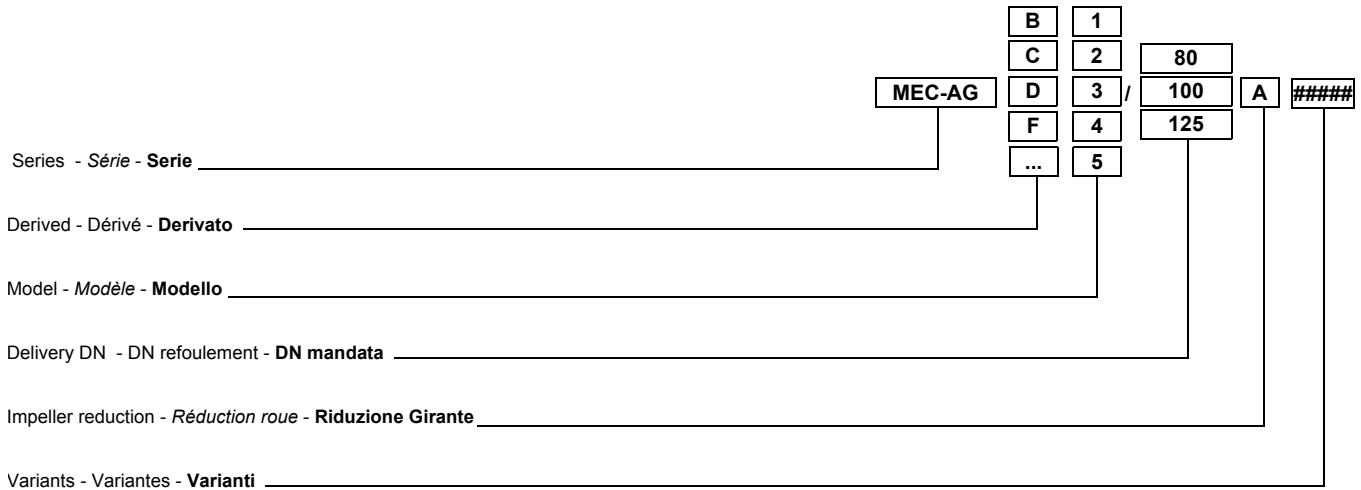 B 1
C 2 80
MEC-AG D 3 / 100 A #####
F 4 125
... 5
Series - Série - Serie
Derived - Dérivé - Derivato
Model - Modèle - Modello
Delivery DN - DN refoulement - DN mandata
Impeller reduction - Réduction roue - Riduzione Girante
Variants - Variantes - Varianti